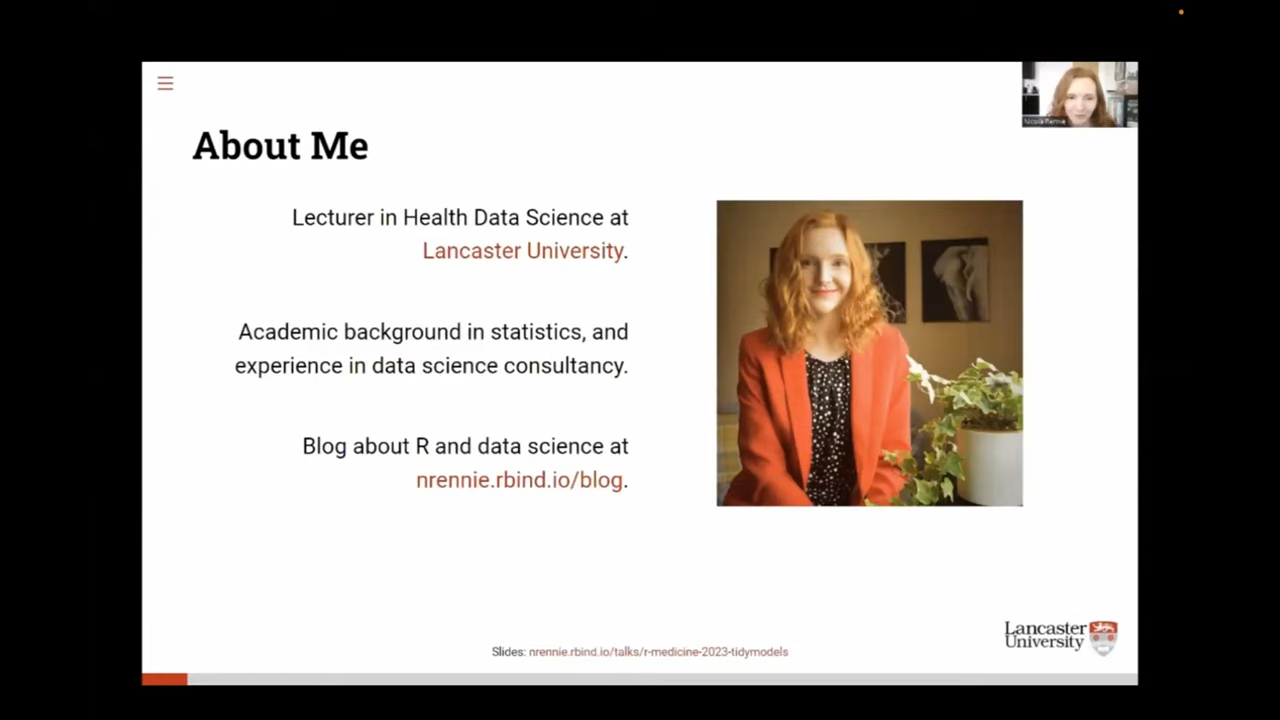 Nicola Rennie
About Me
Lecturer in Health Data Science at
Lancaster University.
Academic background in statistics, and
experience in data science consultancy.
Blog about R and data science at
nrennie.rbind.io/blog.
Lancaster
University
Slides: nrennie.rbind.io/talks/r-medicine-2023-tidymodels